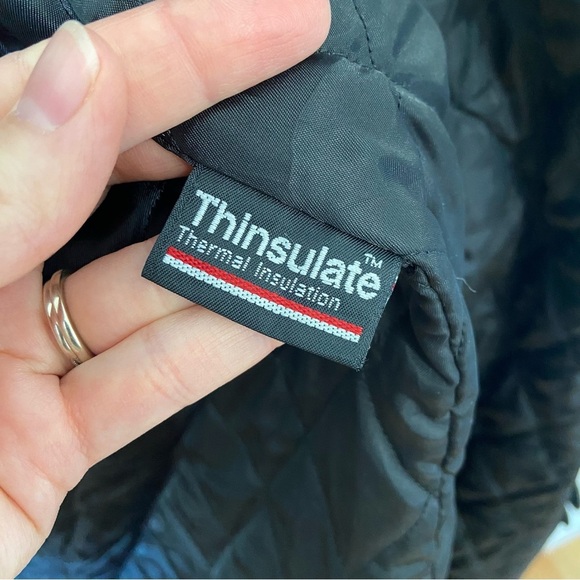 Thinsulate™
Thermal Insulation